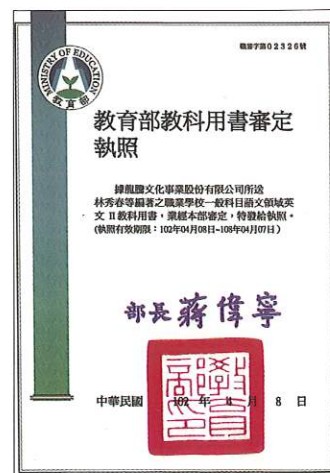 職審字第02326號
MINISTRY OF EDUCATION
教育部
教育部教科用書審定
執照
據龍騰文化事業股份有限公司所送
林秀春等編著之職業學校一般科目語文領域英
文 II 教科用書，業經本部審定，特發給執照。
(執照有效期限：102年04月08日~108年04月07日)
部長 蔣偉寧
中華民國 102 年 4 月 8 日
教育部印